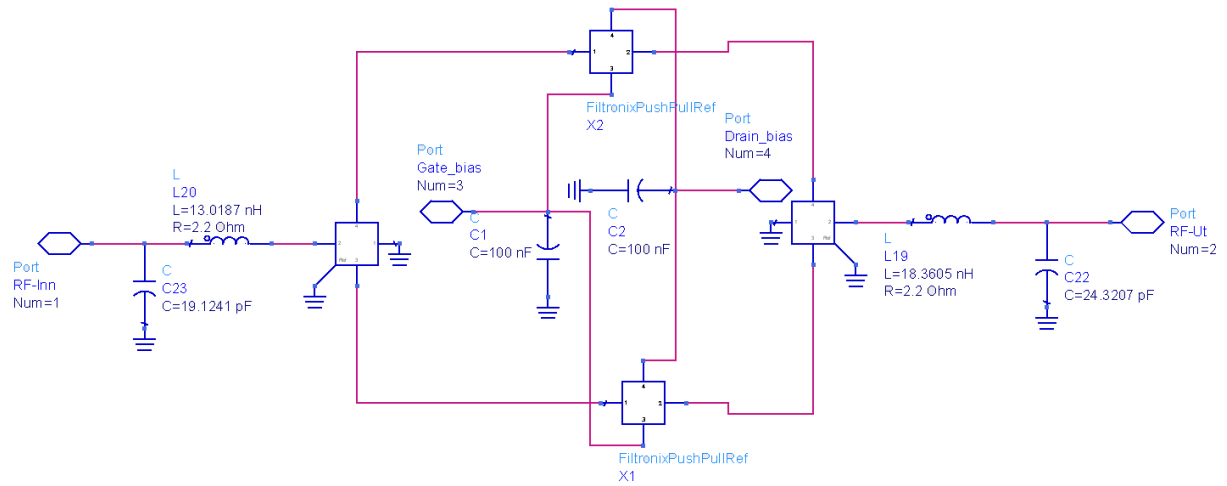 4
1
2
3
FiltronixPushPullRef
X2
Port
Drain_bias
Num=4
Port
Gate_bias
Num=3
L
L20
L=13.0187 nH
R=2.2 Ohm
C
C1
C=100 nF
C
C2
C=100 nF
4
2
1
3
Ref
4
1
2
3
Ref
Port
RF-Inn
Num=1
C
C23
C=19.1241 pF
L
L19
L=18.3605 nH
R=2.2 Ohm
C
C22
C=24.3207 pF
Port
RF-Ut
Num=2
4
1
2
3
FiltronixPushPullRef
X1